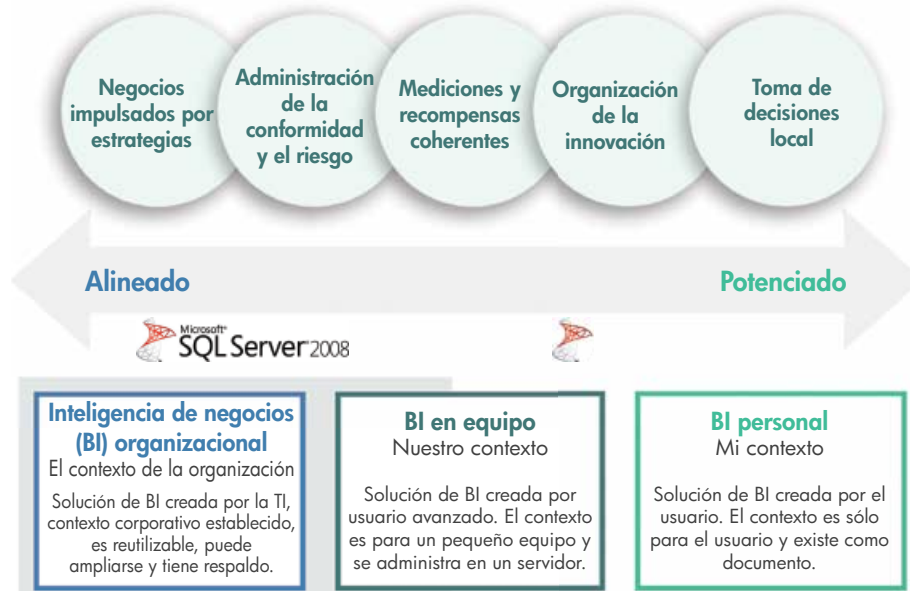 Negocios
impulsados por
estrategias
Administración
de la
conformidad
y el riesgo
Mediciones y
recompensas
coherentes
Organización
de la
innovación
Toma de
decisiones
local
Alineado
Potenciado
Microsoft®
SQL Server®2008
Inteligencia de negocios
(BI) organizacional
El contexto de la organización
Solución de BI creada por la TI,
contexto corporativo establecido,
es reutilizable, puede
ampliarse y tiene respaldo.
BI en equipo
Nuestro contexto
Solución de BI creada por
usuario avanzado. El contexto
es para un pequeño equipo y
se administra en un servidor.
BI personal
Mi contexto
Solución de BI creada por el
usuario. El contexto es sólo
para el usuario y existe como
documento.